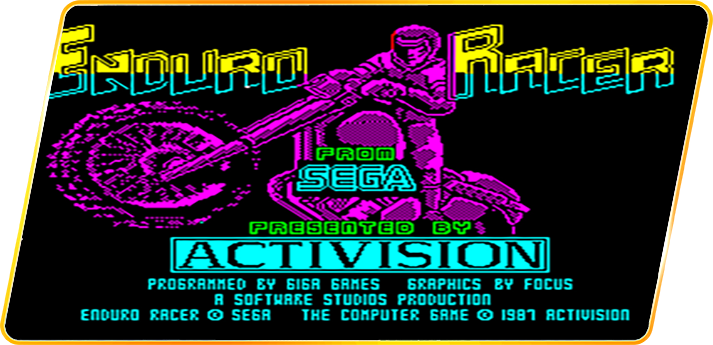 ENDURO RACER
FROM
SEGA
PRESENTED BY
ACTIVISION
PROGRAMMED BY GIGA GAMES GRAPHICS BY FOCUS
A SOFTWARE STUDIOS PRODUCTION
ENDURO RACER © SEGA THE COMPUTER GAME © 1987 ACTIVISION